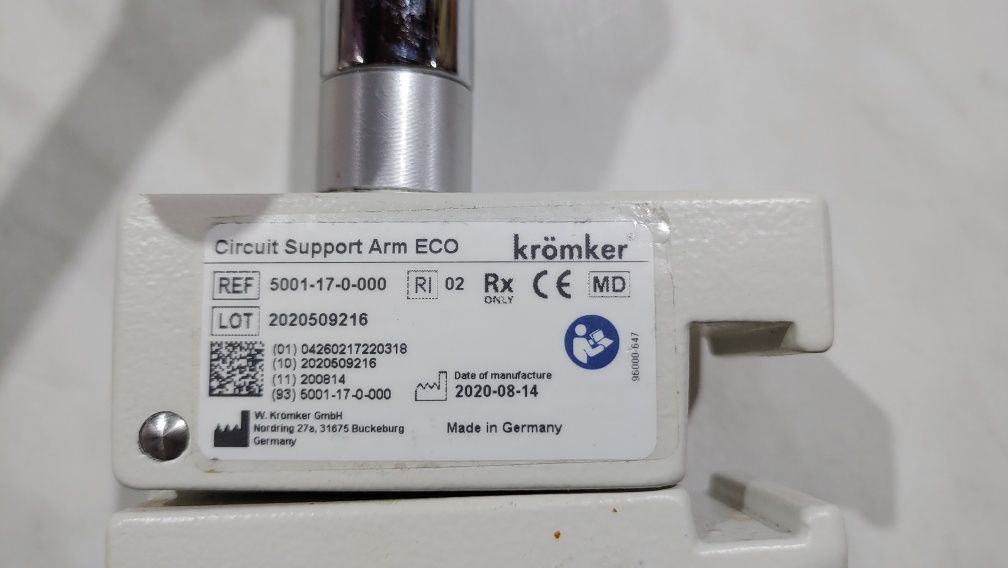 Circuit Support Arm ECO krömker®
REF 5001-17-0-000 RI 02 Rx ONLY CE MD
LOT 2020509216
(01) 04260217220318
(10) 2020509216
(11) 200814
(93) 5001-17-0-000
Date of manufacture
2020-08-14
96000-647
W. Krömker GmbH
Nordring 27a, 31675 Buckeburg
Germany
Made in Germany